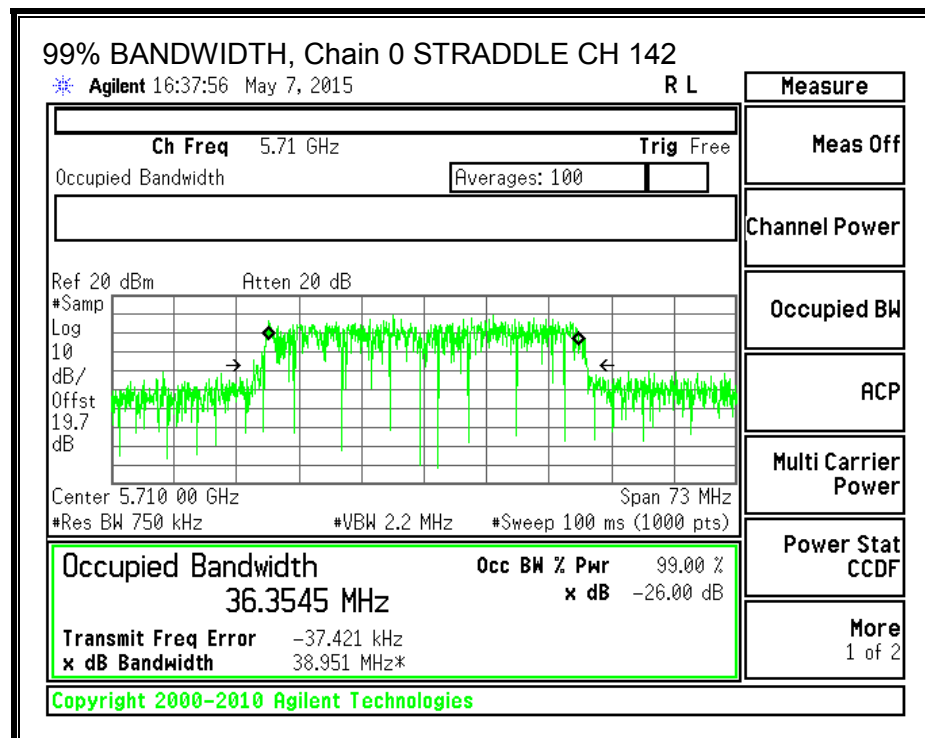 99% BANDWIDTH, Chain 0 STRADDLE CH 142
Agilent 16:37:56 May 7, 2015 R L
Measure
Ch Freq 5.71 GHz Trig Free
Meas Off
Occupied Bandwidth Averages: 100
Channel Power
Ref 20 dBm Atten 20 dB
#Samp
Log
10
dB/
Offst
19.7
dB
Occupied BW
ACP
Multi Carrier
Power
Center 5.710 00 GHz Span 73 MHz
#Res BW 750 kHz #VBW 2.2 MHz #Sweep 100 ms (1000 pts)
Power Stat
CCDF
Occupied Bandwidth Occ BW % Pwr 99.00 %
36.3545 MHz x dB -26.00 dB
Transmit Freq Error -37.421 kHz
x dB Bandwidth 38.951 MHz*
More
1 of 2
Copyright 2000-2010 Agilent Technologies